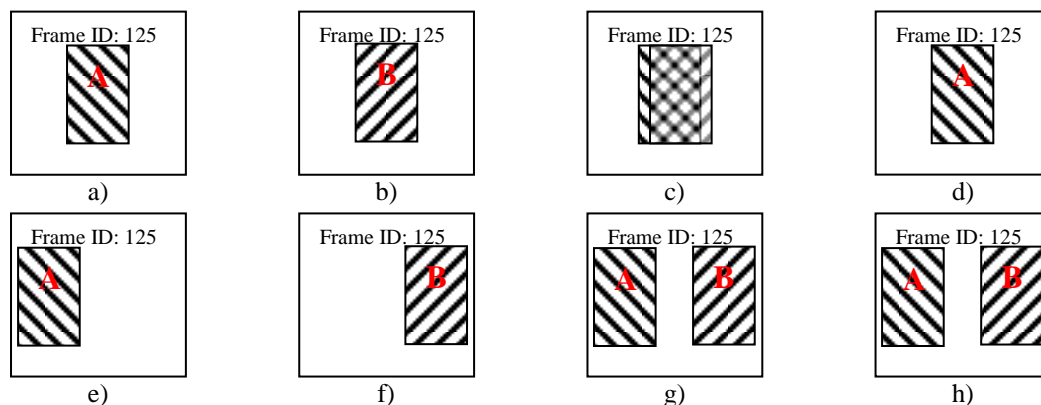 Frame ID: 125 Frame ID: 125 Frame ID: 125 Frame ID: 125
A B A
a) b) c) d)
Frame ID: 125 Frame ID: 125 Frame ID: 125 Frame ID: 125
A B A B A B
e) f) g) h)